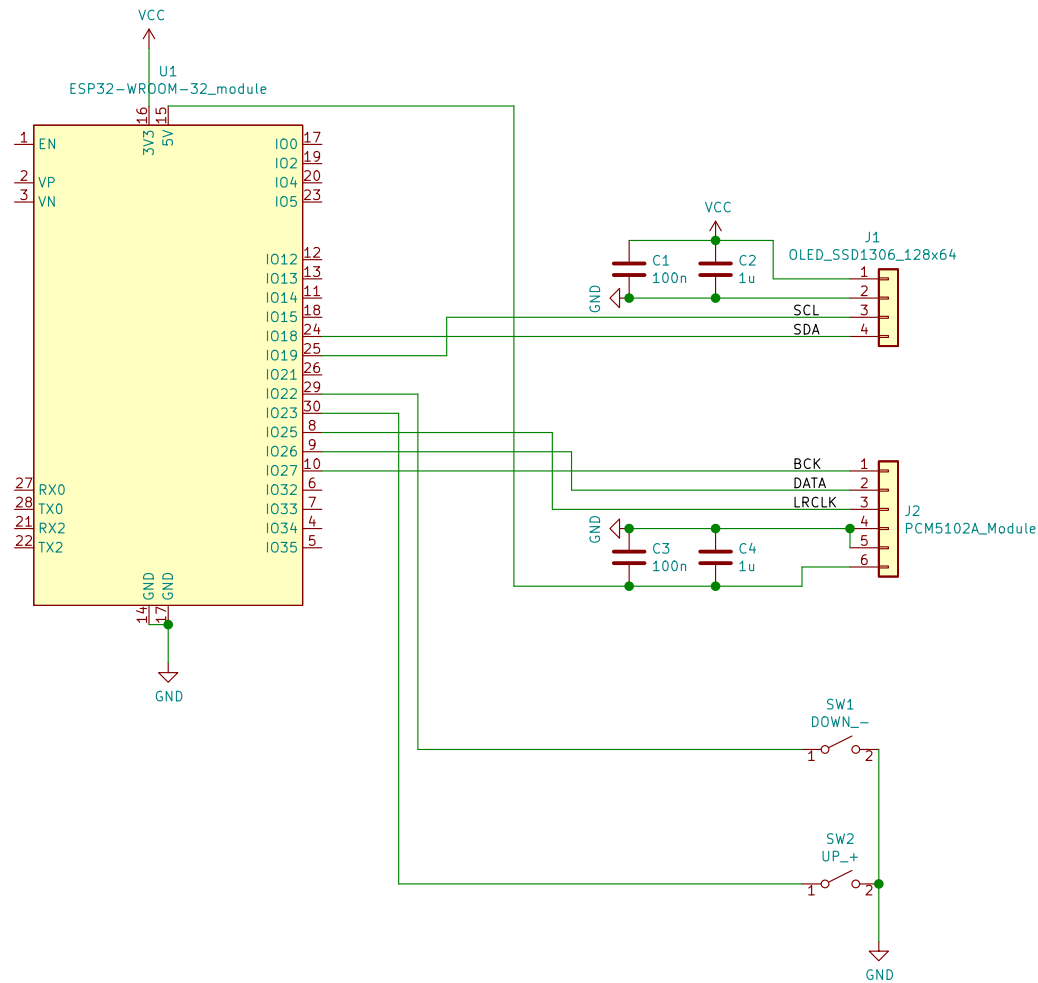 VCC
U1
ESP32-WROOM-32_module
16
15
3V3
5V
1 EN
2 VP
3 VN
27 RX0
28 TX0
21 RX2
22 TX2
IO0 17
IO2 19
IO4 20
IO5 23
IO12 12
IO13 13
IO14 11
IO15 18
IO18 24
IO19 25
IO21 26
IO22 29
IO23 30
IO25 8
IO26 9
IO27 10
IO32 6
IO33 7
IO34 4
IO35 5
GND
GND
14
17
GND
VCC
C1
100n
C2
1u
GND
J1
OLED_SSD1306_128x64
1
2
SCL 3
SDA 4
BCK 1
DATA 2
LRCLK 3
4
5
6
J2
PCM5102A_Module
GND
C3
100n
C4
1u
SW1
DOWN_-
1 2
SW2
UP_+
1 2
GND